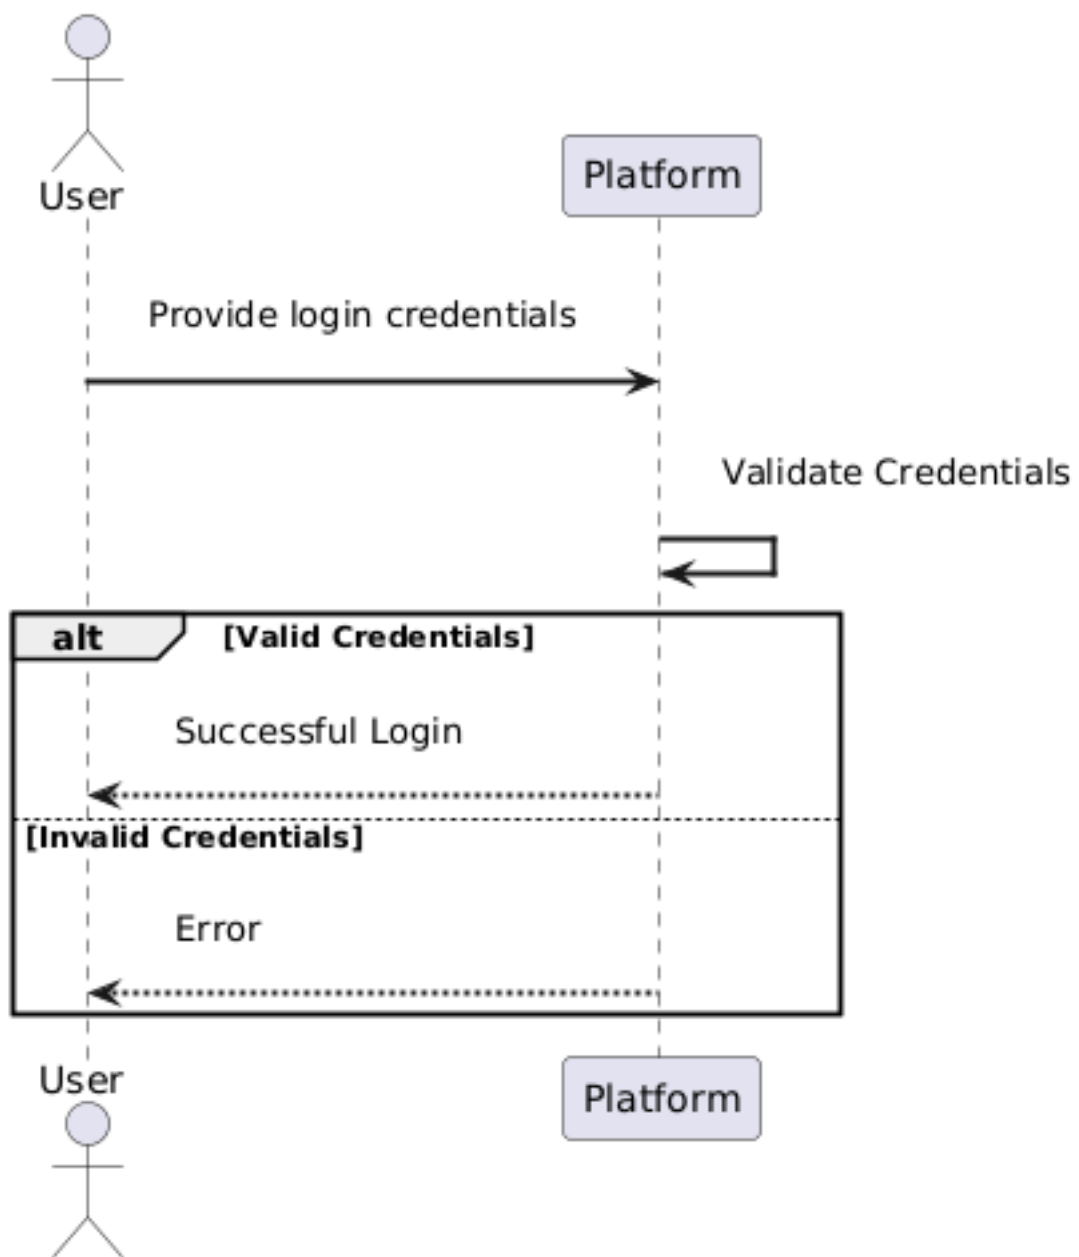 User
Platform
Provide login credentials
Validate Credentials
alt [Valid Credentials]
Successful Login
[Invalid Credentials]
Error
User
Platform